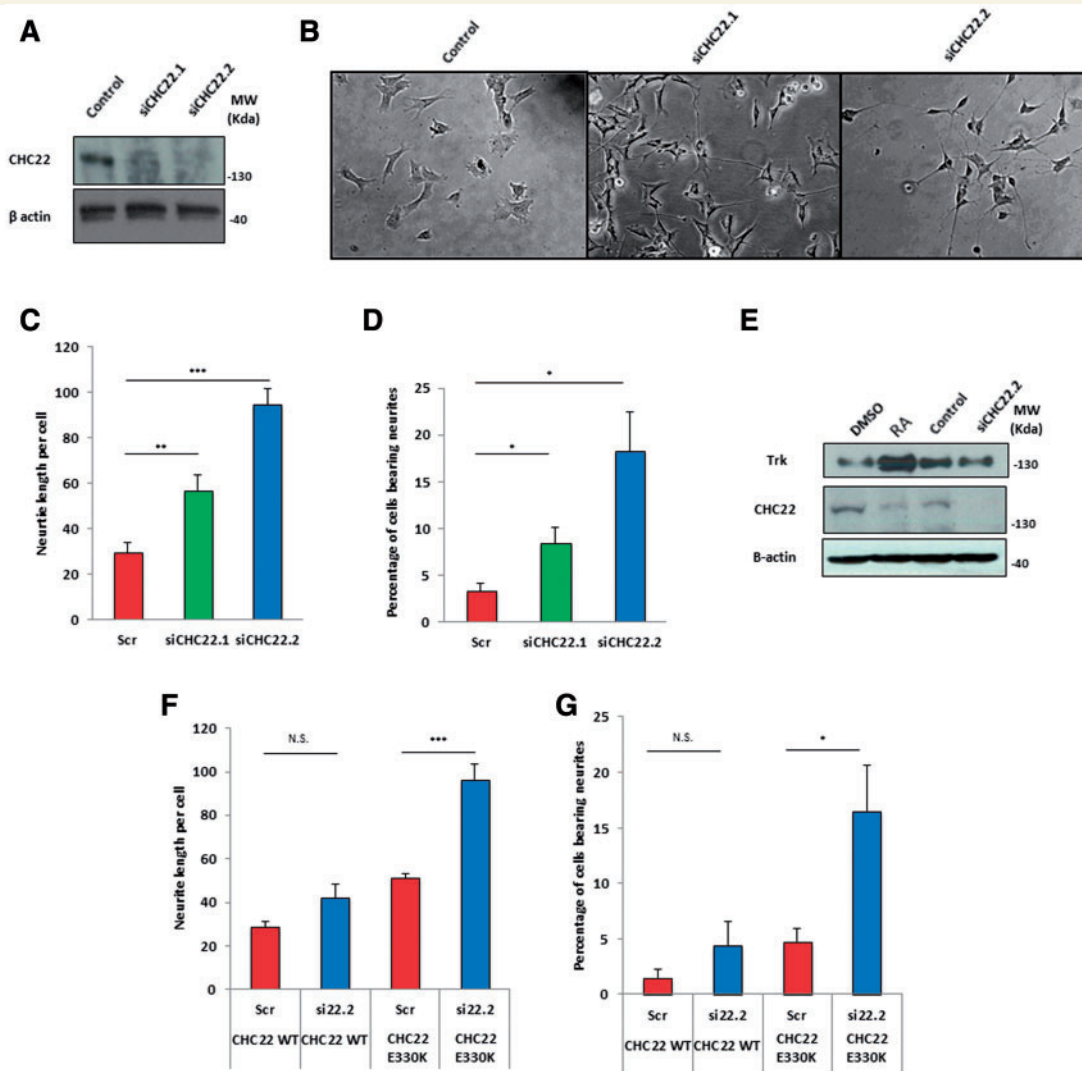 A
Control
siCHC22.1
siCHC22.2
MW
(Kda)
CHC22
-130
β actin
-40
B
Control
siCHC22.1
siCHC22.2
C
Neurtie length per cell
120
100
80
60
40
20
0
***
**
Scr
siCHC22.1
siCHC22.2
D
Percentage of cells bearing neurites
25
20
15
10
5
0
*
*
Scr
siCHC22.1
siCHC22.2
E
DMSO
RA
Control
siCHC22.2
MW
(Kda)
Trk
-130
CHC22
-130
B-actin
-40
F
Neurite length per cell
120
100
80
60
40
20
0
N.S.
***
Scr
si22.2
Scr
si22.2
CHC22 WT
CHC22 WT
CHC22
E330K
CHC22
E330K
G
Percentage of cells bearing neurites
25
20
15
10
5
0
N.S.
*
Scr
si22.2
Scr
si22.2
CHC22 WT
CHC22 WT
CHC22
E330K
CHC22
E330K